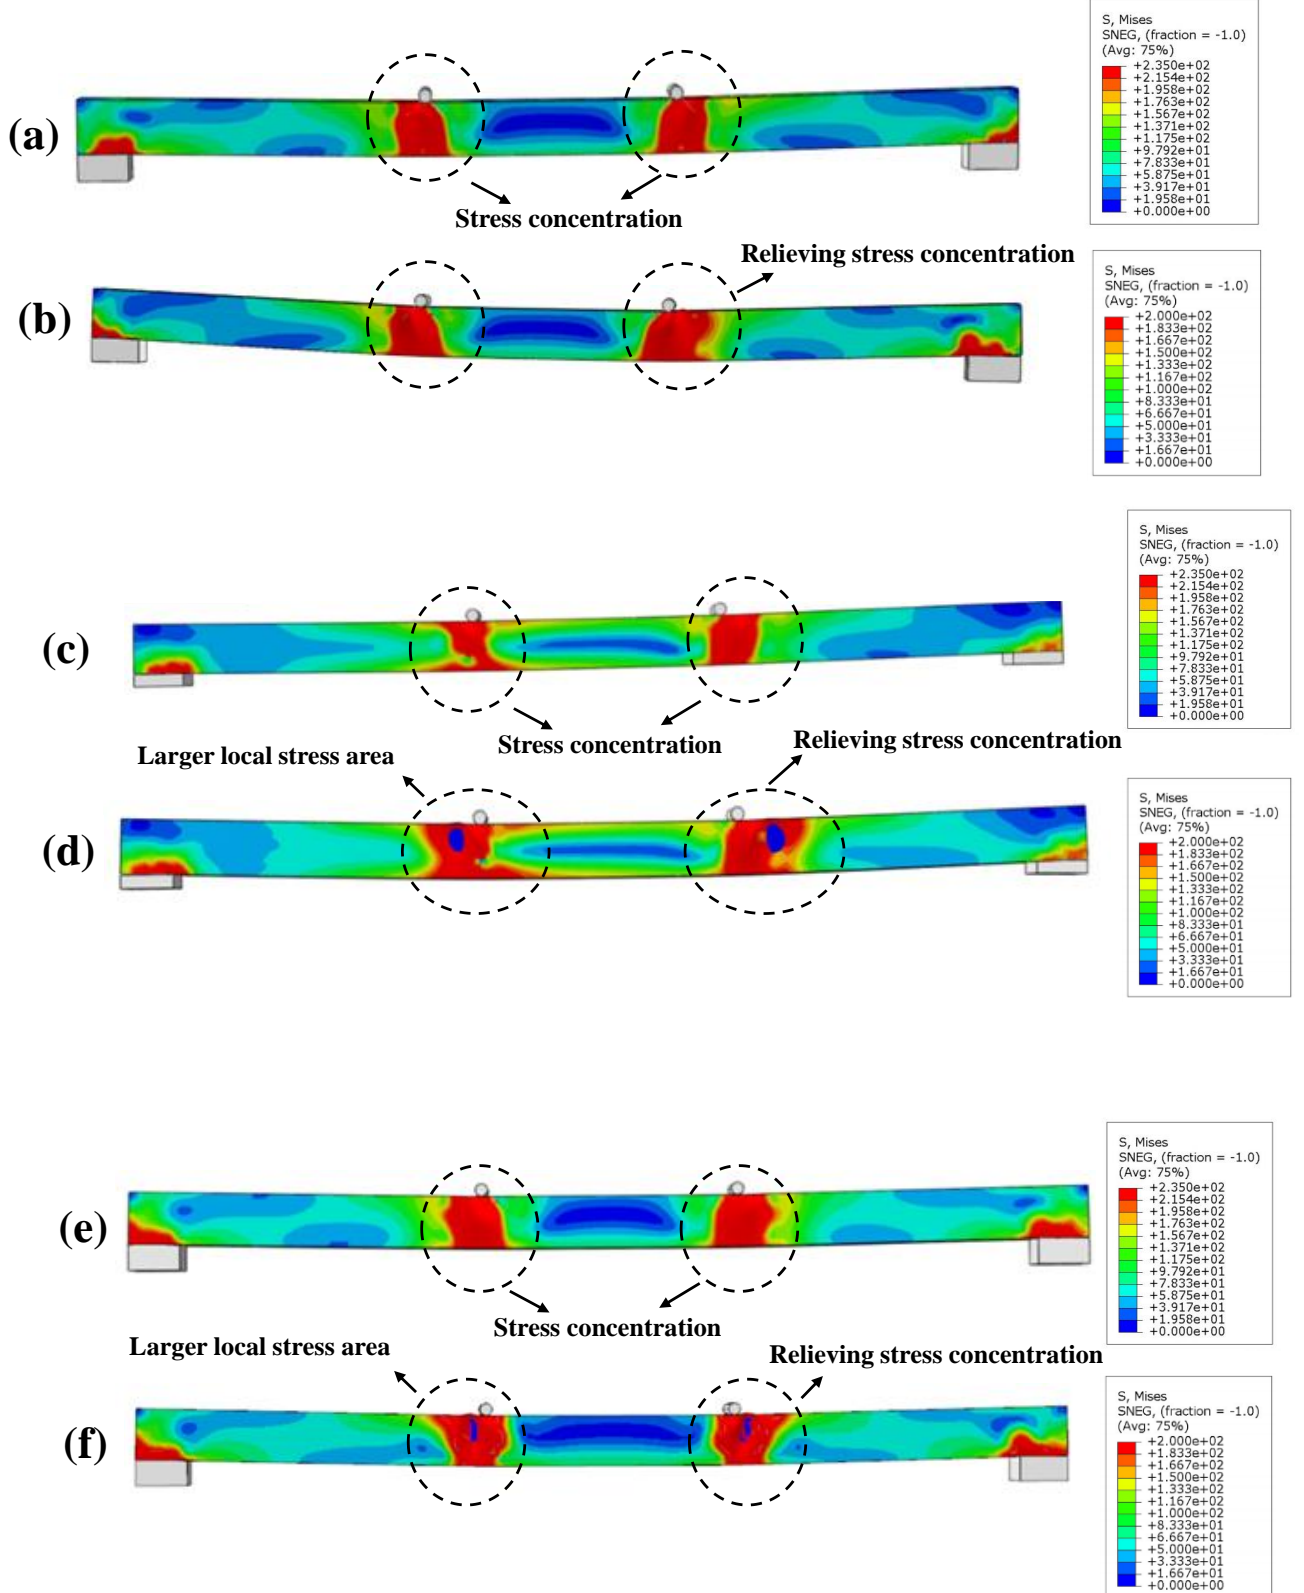 S, Mises
SNEG, (fraction = -1.0)
(Avg: 75%)
+2.350e+02
+2.154e+02
+1.958e+02
+1.763e+02
+1.567e+02
+1.371e+02
+1.175e+02
+9.792e+01
+7.833e+01
+5.875e+01
+3.917e+01
+1.958e+01
+0.000e+00
(a)
Stress concentration
Relieving stress concentration
S, Mises
SNEG, (fraction = -1.0)
(Avg: 75%)
+2.000e+02
+1.833e+02
+1.667e+02
+1.500e+02
+1.333e+02
+1.167e+02
+1.000e+02
+8.333e+01
+6.667e+01
+5.000e+01
+3.333e+01
+1.667e+01
+0.000e+00
(b)
S, Mises
SNEG, (fraction = -1.0)
(Avg: 75%)
+2.350e+02
+2.154e+02
+1.958e+02
+1.763e+02
+1.567e+02
+1.371e+02
+1.175e+02
+9.792e+01
+7.833e+01
+5.875e+01
+3.917e+01
+1.958e+01
+0.000e+00
(c)
Stress concentration
Relieving stress concentration
Larger local stress area
S, Mises
SNEG, (fraction = -1.0)
(Avg: 75%)
+2.000e+02
+1.833e+02
+1.667e+02
+1.500e+02
+1.333e+02
+1.167e+02
+1.000e+02
+8.333e+01
+6.667e+01
+5.000e+01
+3.333e+01
+1.667e+01
+0.000e+00
(d)
S, Mises
SNEG, (fraction = -1.0)
(Avg: 75%)
+2.350e+02
+2.154e+02
+1.958e+02
+1.763e+02
+1.567e+02
+1.371e+02
+1.175e+02
+9.792e+01
+7.833e+01
+5.875e+01
+3.917e+01
+1.958e+01
+0.000e+00
(e)
Stress concentration
Larger local stress area
Relieving stress concentration
S, Mises
SNEG, (fraction = -1.0)
(Avg: 75%)
+2.000e+02
+1.833e+02
+1.667e+02
+1.500e+02
+1.333e+02
+1.167e+02
+1.000e+02
+8.333e+01
+6.667e+01
+5.000e+01
+3.333e+01
+1.667e+01
+0.000e+00
(f)